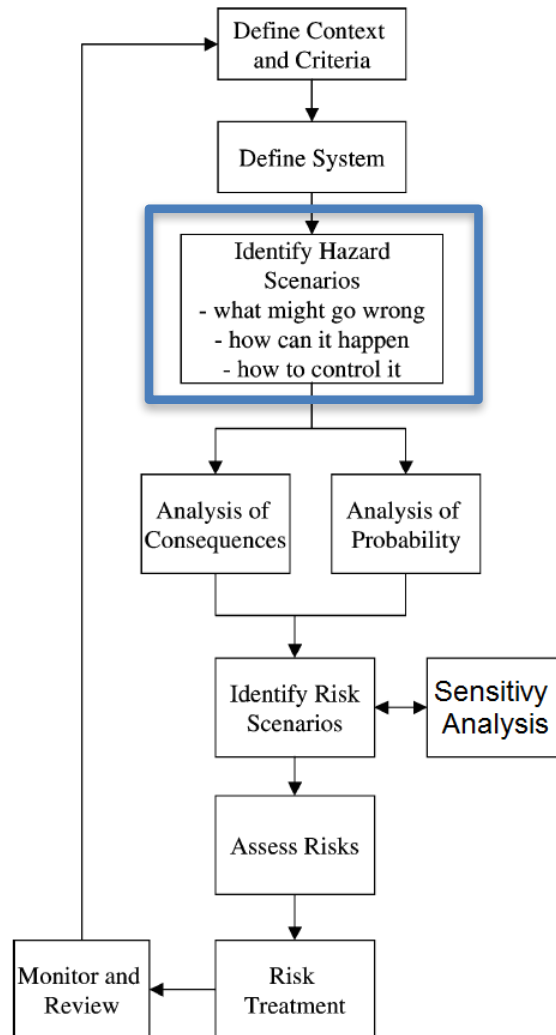 Define Context
and Criteria
Define System
Identify Hazard
Scenarios
- what might go wrong
- how can it happen
- how to control it
Analysis of
Consequences
Analysis of
Probability
Identify Risk
Scenarios
Sensitivy
Analysis
Assess Risks
Monitor and
Review
Risk
Treatment